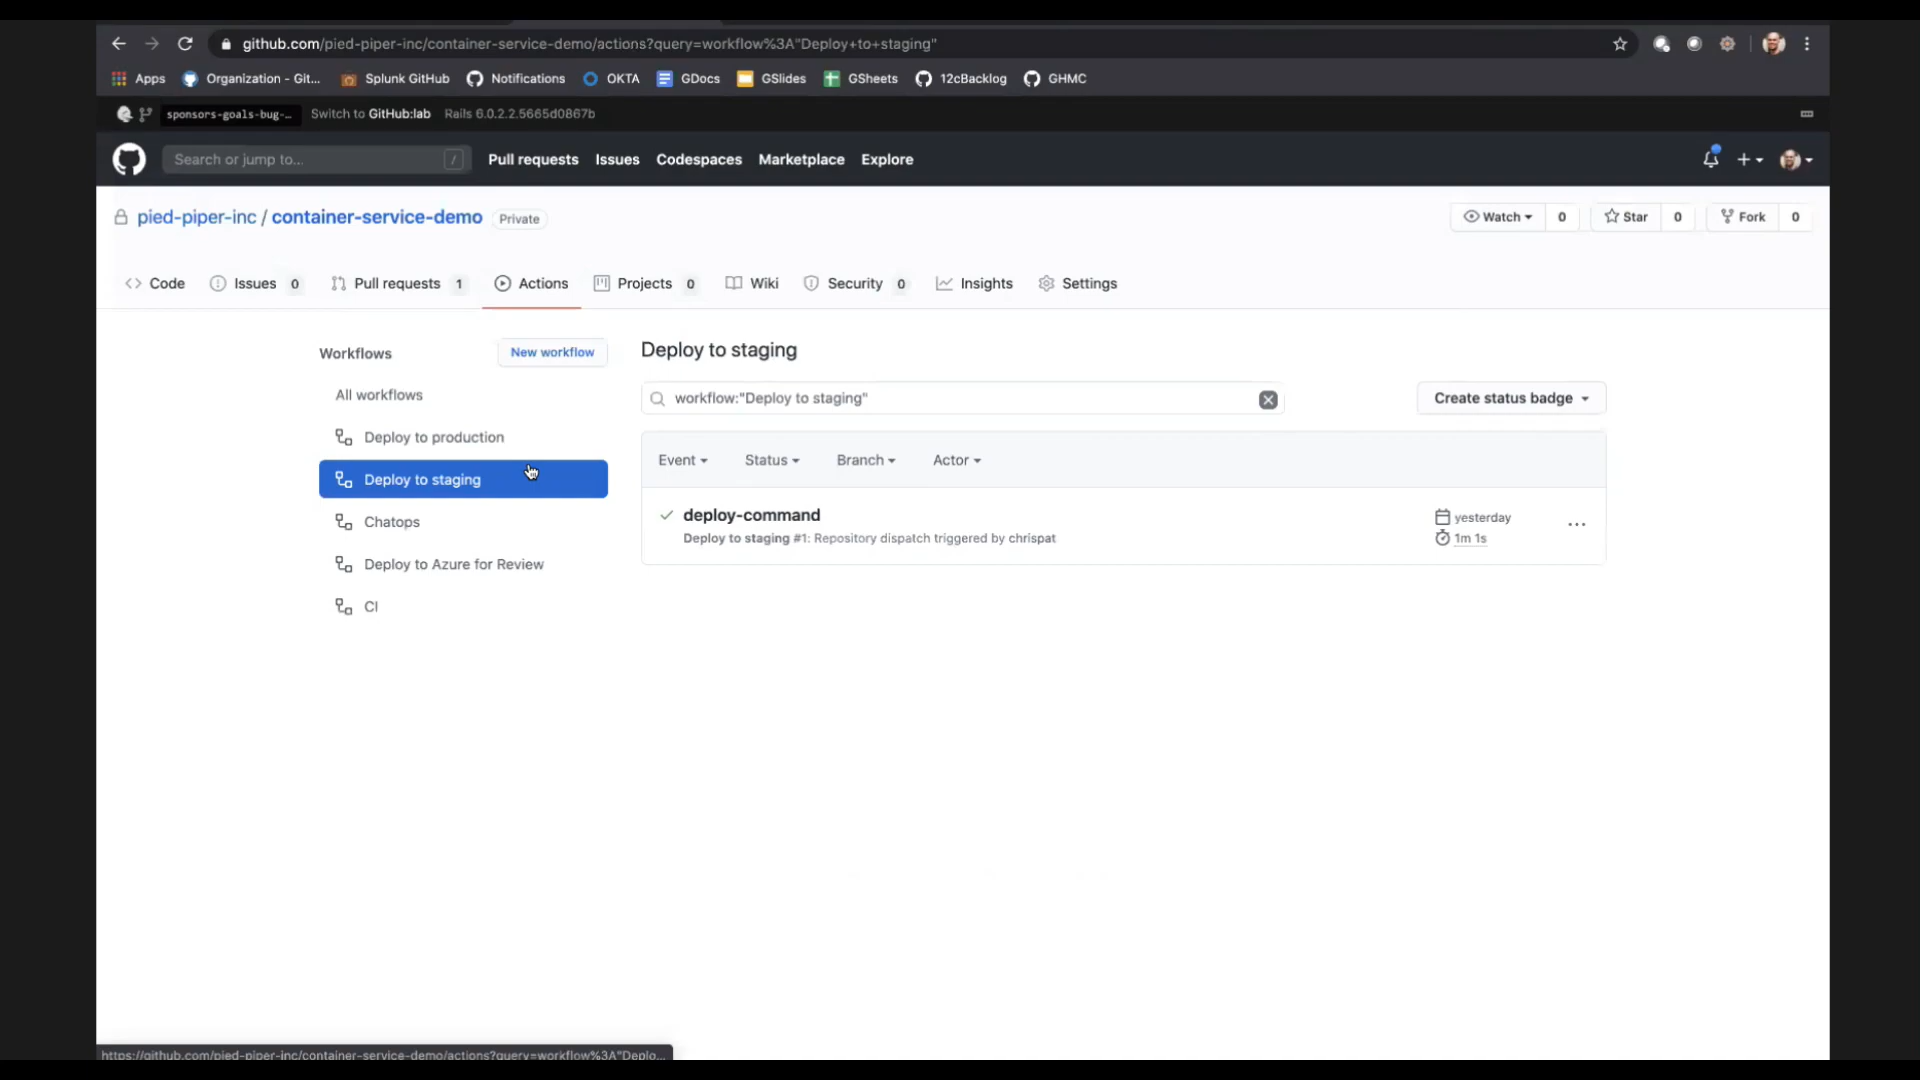 github.com/pied-piper-inc/container-service-demo/actions?query=workflow%3A"Deploy+to+staging"
Apps Organization - Git... Splunk GitHub Notifications OKTA GDocs GSlides GSheets 12cBacklog GHMC
sponsors-goals-bug-... Switch to GitHub:lab Rails 6.0.2.2.5665d0867b
Search or jump to... / Pull requests Issues Codespaces Marketplace Explore
pied-piper-inc / container-service-demo Private Watch 0 Star 0 Fork 0
Code Issues 0 Pull requests 1 Actions Projects 0 Wiki Security 0 Insights Settings
Workflows New workflow
All workflows
Deploy to production
Deploy to staging
Chatops
Deploy to Azure for Review
CI
Deploy to staging
workflow:"Deploy to staging" Create status badge
Event Status Branch Actor
deploy-command yesterday
Deploy to staging #1: Repository dispatch triggered by chrispat 1m 1s
https://github.com/pied-piper-inc/container-service-demo/actions?query=workflow%3A"Deplo...